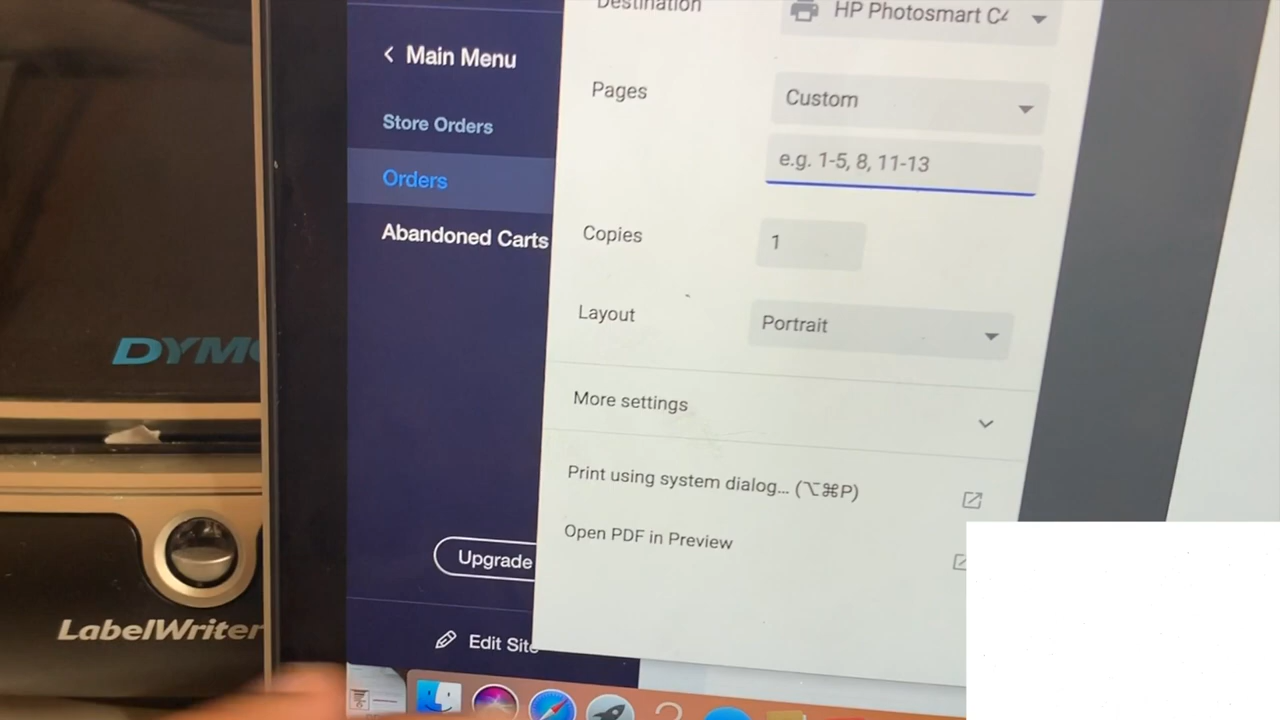 Destination
HP Photosmart C4
Main Menu
Pages
Custom
Store Orders
e.g. 1-5, 8, 11-13
Orders
Copies
1
Abandoned Carts
Layout
Portrait
DYMO
More settings
Print using system dialog... (⌥⌘P)
Open PDF in Preview
Upgrade
LabelWriter
Edit Site